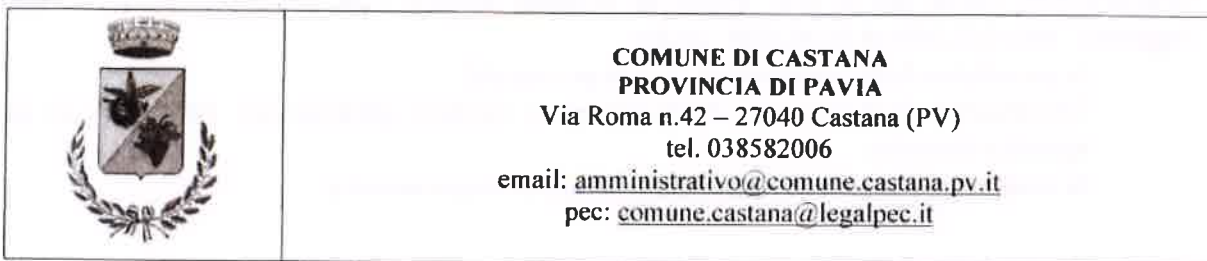 COMUNE DI CASTANA
PROVINCIA DI PAVIA
Via Roma n.42 – 27040 Castana (PV)
tel. 038582006
email: amministrativo@comune.castana.pv.it
pec: comune.castana@legalpec.it